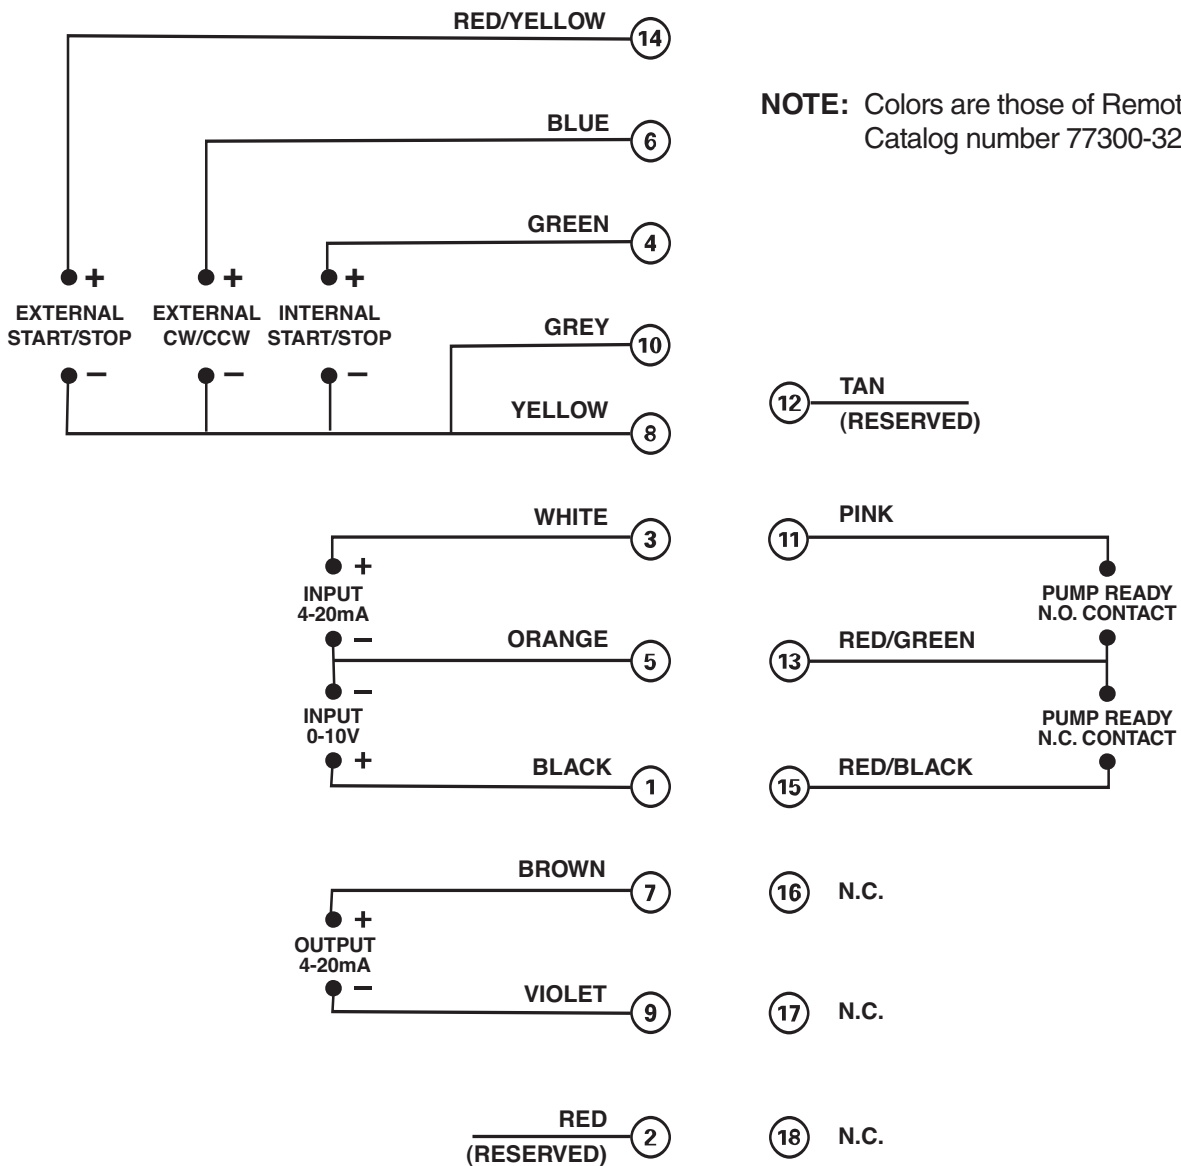 RED/YELLOW
14
NOTE: Colors are those of Remot
Catalog number 77300-32
BLUE
6
GREEN
4
+ + +
EXTERNAL
START/STOP
EXTERNAL
CW/CCW
INTERNAL
START/STOP
− − −
GREY
10
YELLOW
8
12
TAN
(RESERVED)
WHITE
3
+
INPUT
4-20mA
−
ORANGE
5
−
INPUT
0-10V
+
BLACK
1
11
PINK
PUMP READY
N.O. CONTACT
13
RED/GREEN
PUMP READY
N.C. CONTACT
15
RED/BLACK
BROWN
7
+
OUTPUT
4-20mA
−
VIOLET
9
16 N.C.
17 N.C.
RED
(RESERVED)
2
18 N.C.